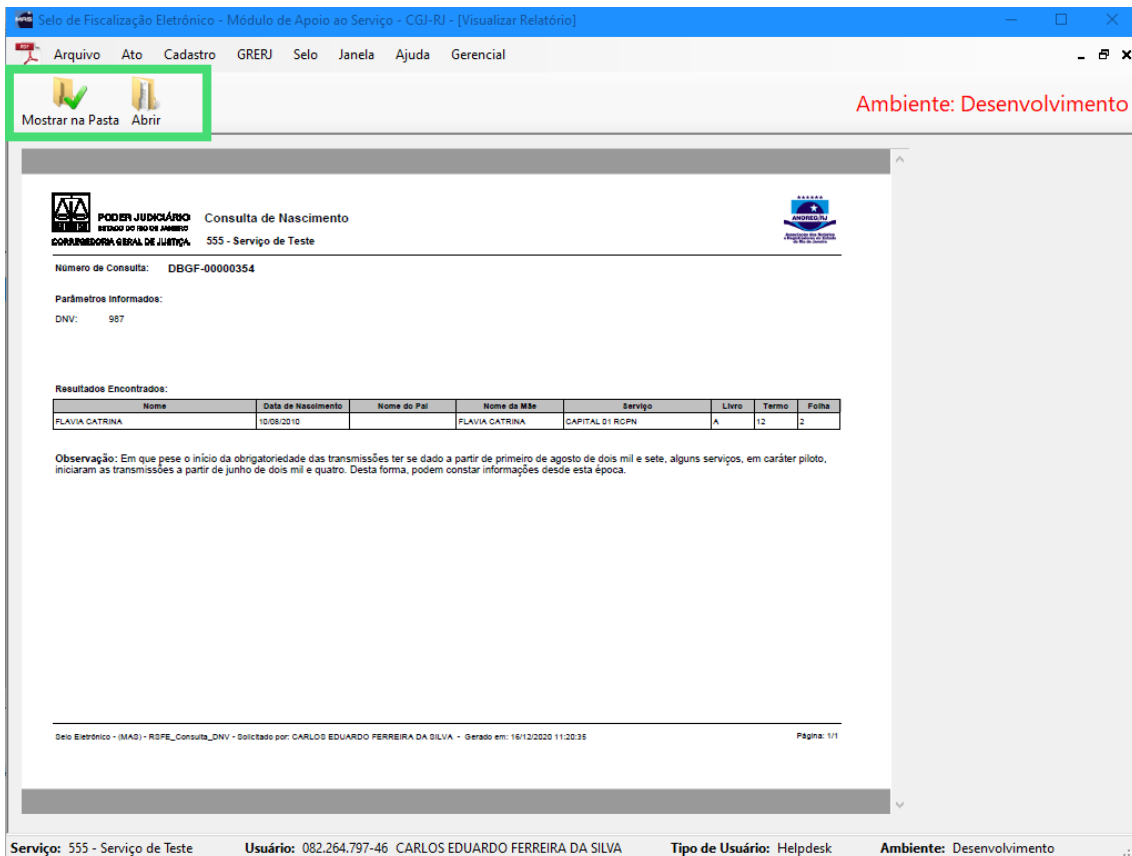 Selo de Fiscalização Eletrônico - Módulo de Apoio ao Serviço - CGJ-RJ - [Visualizar Relatório]
Arquivo Ato Cadastro GRERJ Selo Janela Ajuda Gerencial
Mostrar na Pasta Abrir
Ambiente: Desenvolvimento
PODER JUDICIÁRIO
ESTADO DO RIO DE JANEIRO
CORREGEDORIA GERAL DE JUSTIÇA
Consulta de Nascimento
555 - Serviço de Teste
ANOREG/RJ
Número de Consulta: DBGF-00000354
Parâmetros Informados:
DNV: 987
Resultados Encontrados:
Nome Data de Nascimento Nome do Pai Nome da Mãe Serviço Livro Termo Folha
FLAVIA CATRINA 10/08/2010 FLAVIA CATRINA CAPITAL 01 RCPN A 12 2
Observação: Em que pese o início da obrigatoriedade das transmissões ter se dado a partir de primeiro de agosto de dois mil e sete, alguns serviços, em caráter piloto,
iniciaram as transmissões a partir de junho de dois mil e quatro. Desta forma, podem constar informações desde esta época.
Selo Eletrônico - (MAS) - RSFE_Consulta_DNV - Solicitado por: CARLOS EDUARDO FERREIRA DA SILVA - Gerado em: 16/12/2020 11:20:35 Página: 1/1
Serviço: 555 - Serviço de Teste Usuário: 082.264.797-46 CARLOS EDUARDO FERREIRA DA SILVA Tipo de Usuário: Helpdesk Ambiente: Desenvolvimento